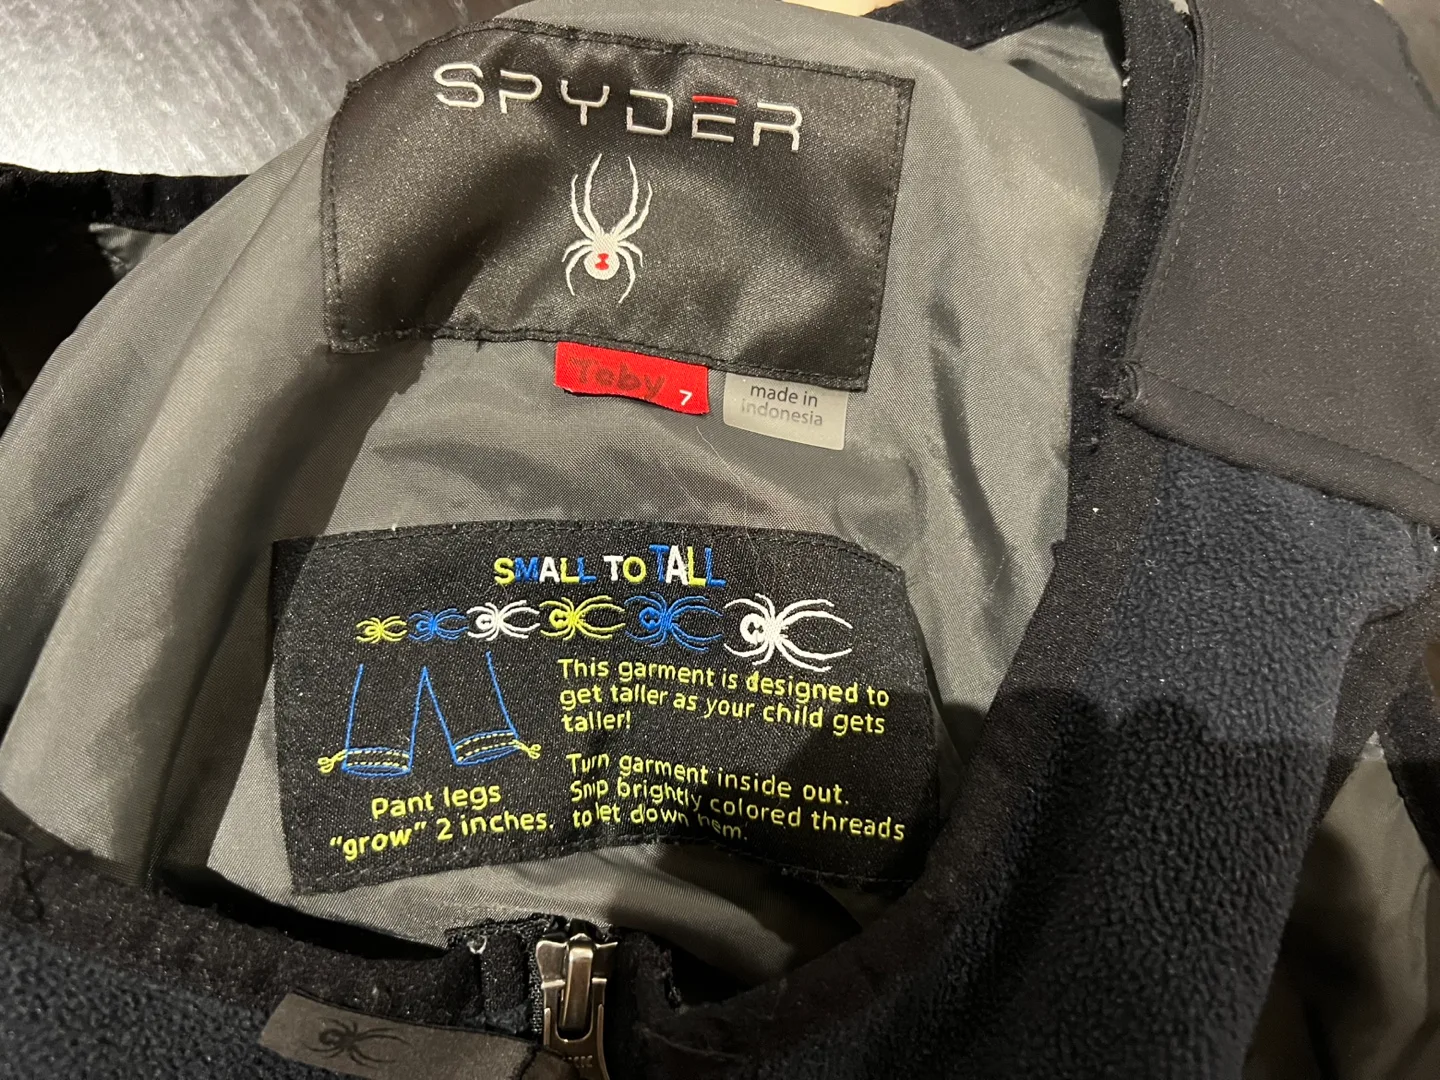 SPYDER
Toby 7
made in
indonesia
SMALL TO TALL
This garment is designed to
get taller as your child gets
taller!
Turn garment inside out.
Snip brightly colored threads
to let down hem.
Pant legs
"grow" 2 inches.